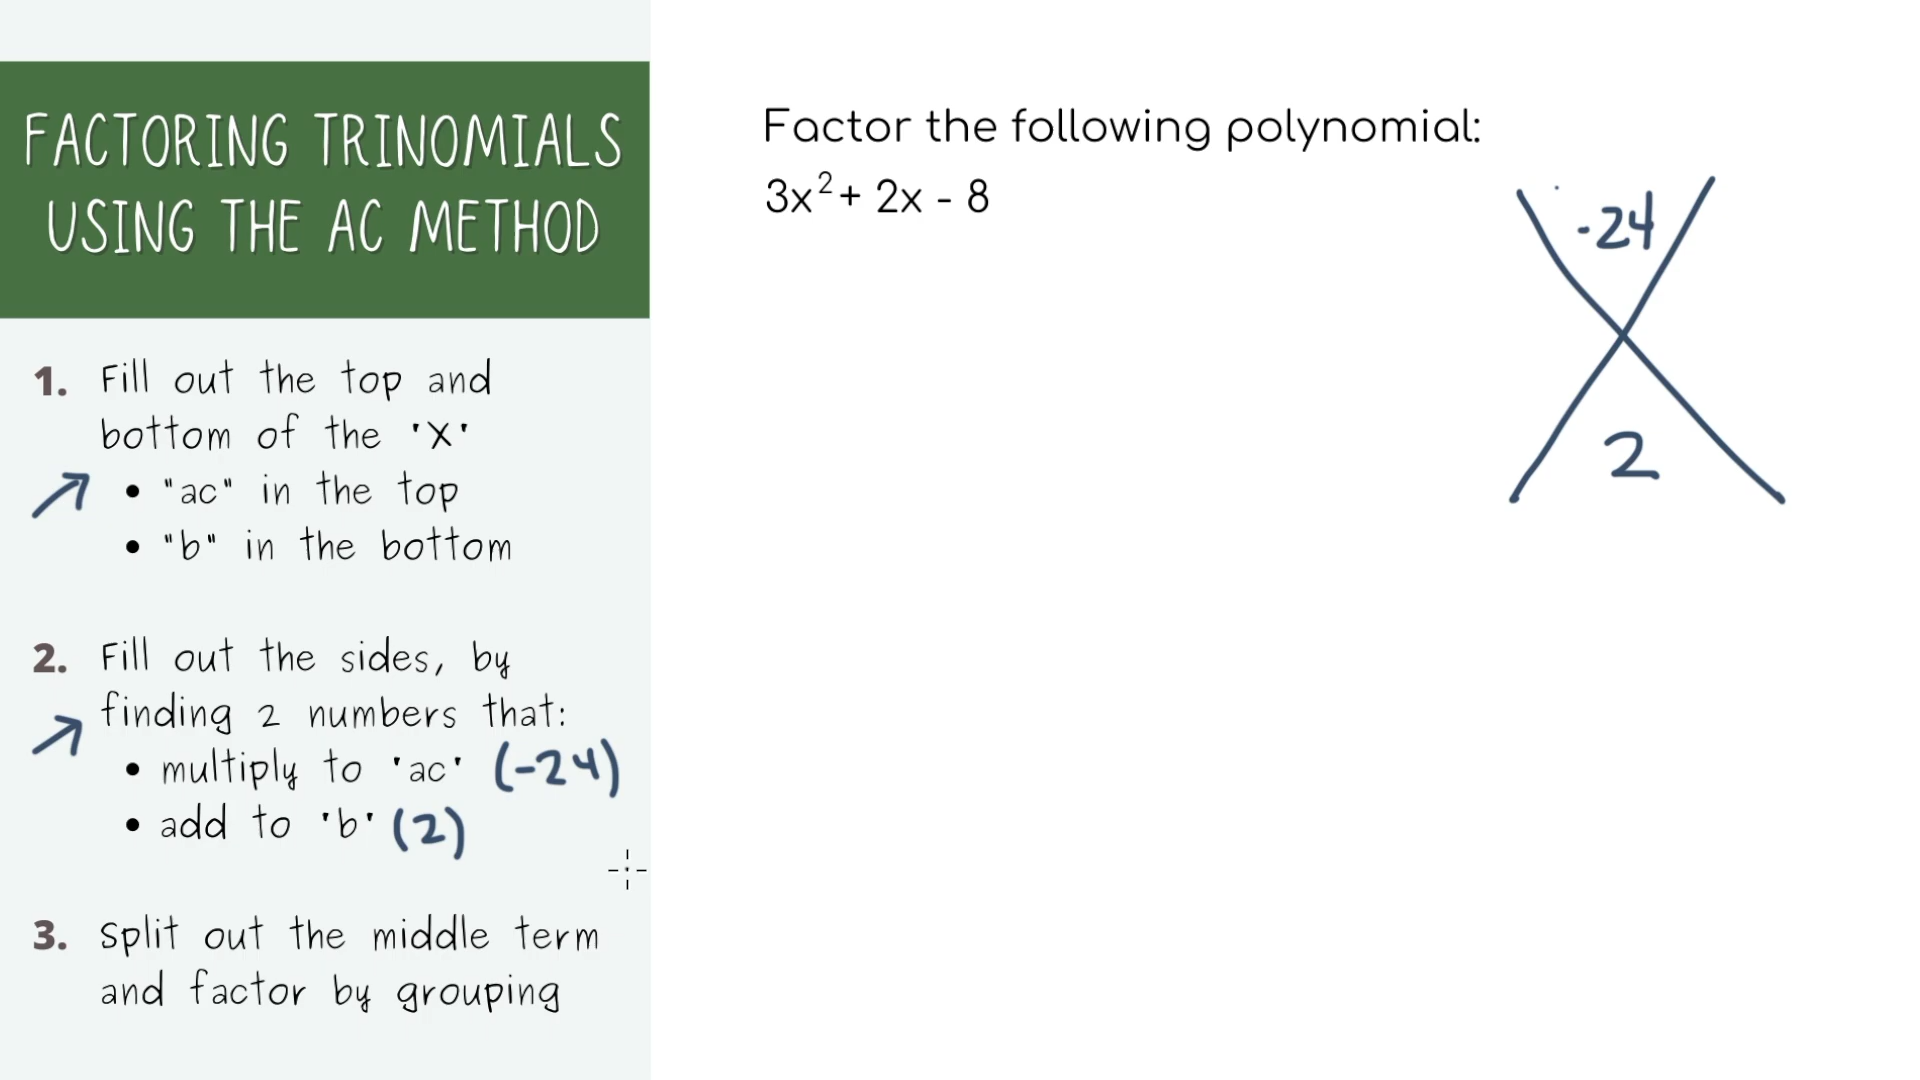 FACTORING TRINOMIALS
USING THE AC METHOD
1. Fill out the top and
bottom of the 'X'
• "ac" in the top
• "b" in the bottom
2. Fill out the sides, by
finding 2 numbers that:
• multiply to 'ac' (-24)
• add to 'b' (2)
3. Split out the middle term
and factor by grouping
Factor the following polynomial:
3x² + 2x - 8
-24
2